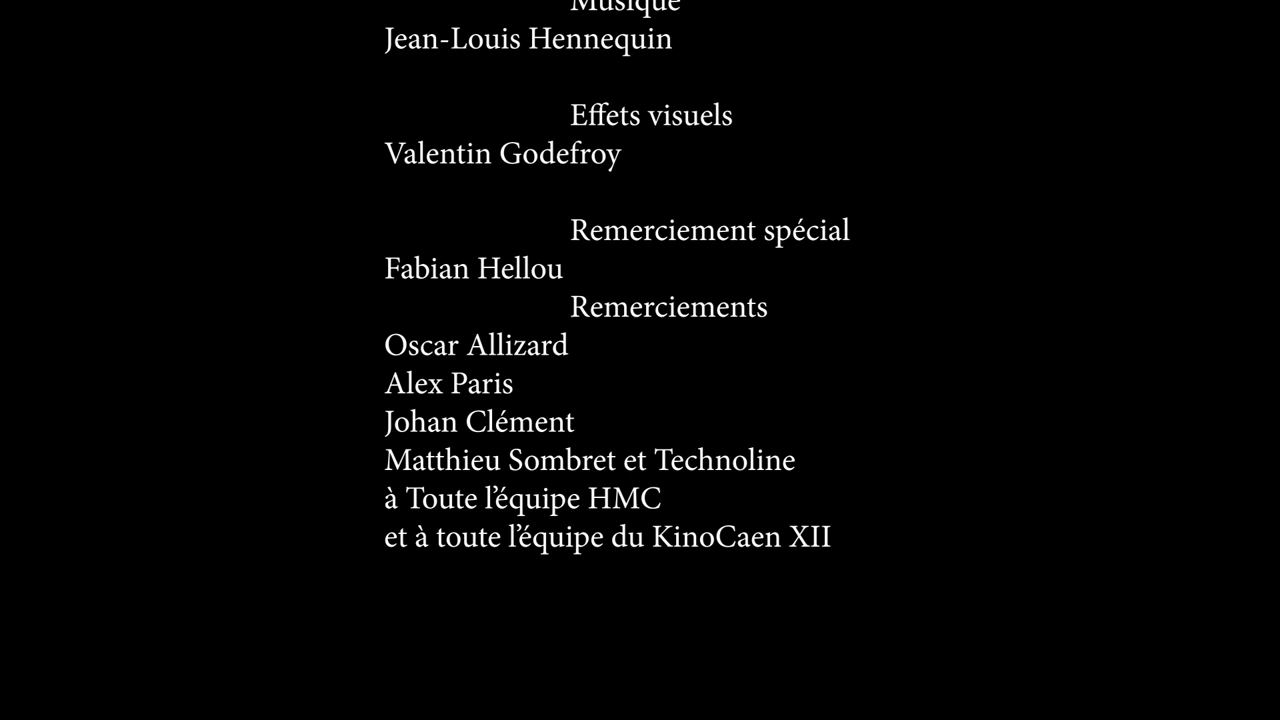 Musique
Jean-Louis Hennequin
Effets visuels
Valentin Godefroy
Remerciement spécial
Fabian Hellou
Remerciements
Oscar Allizard
Alex Paris
Johan Clément
Matthieu Sombret et Technoline
à Toute l’équipe HMC
et à toute l’équipe du KinoCaen XII